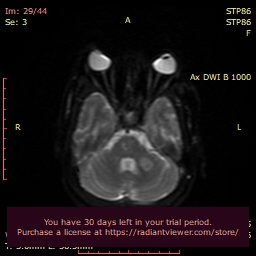 Im: 29/44
Se: 3
STP86
STP86
F
A
Ax DWI B 1000
R
L
You have 30 days left in your trial period.
Purchase a license at https://radiantviewer.com/store/